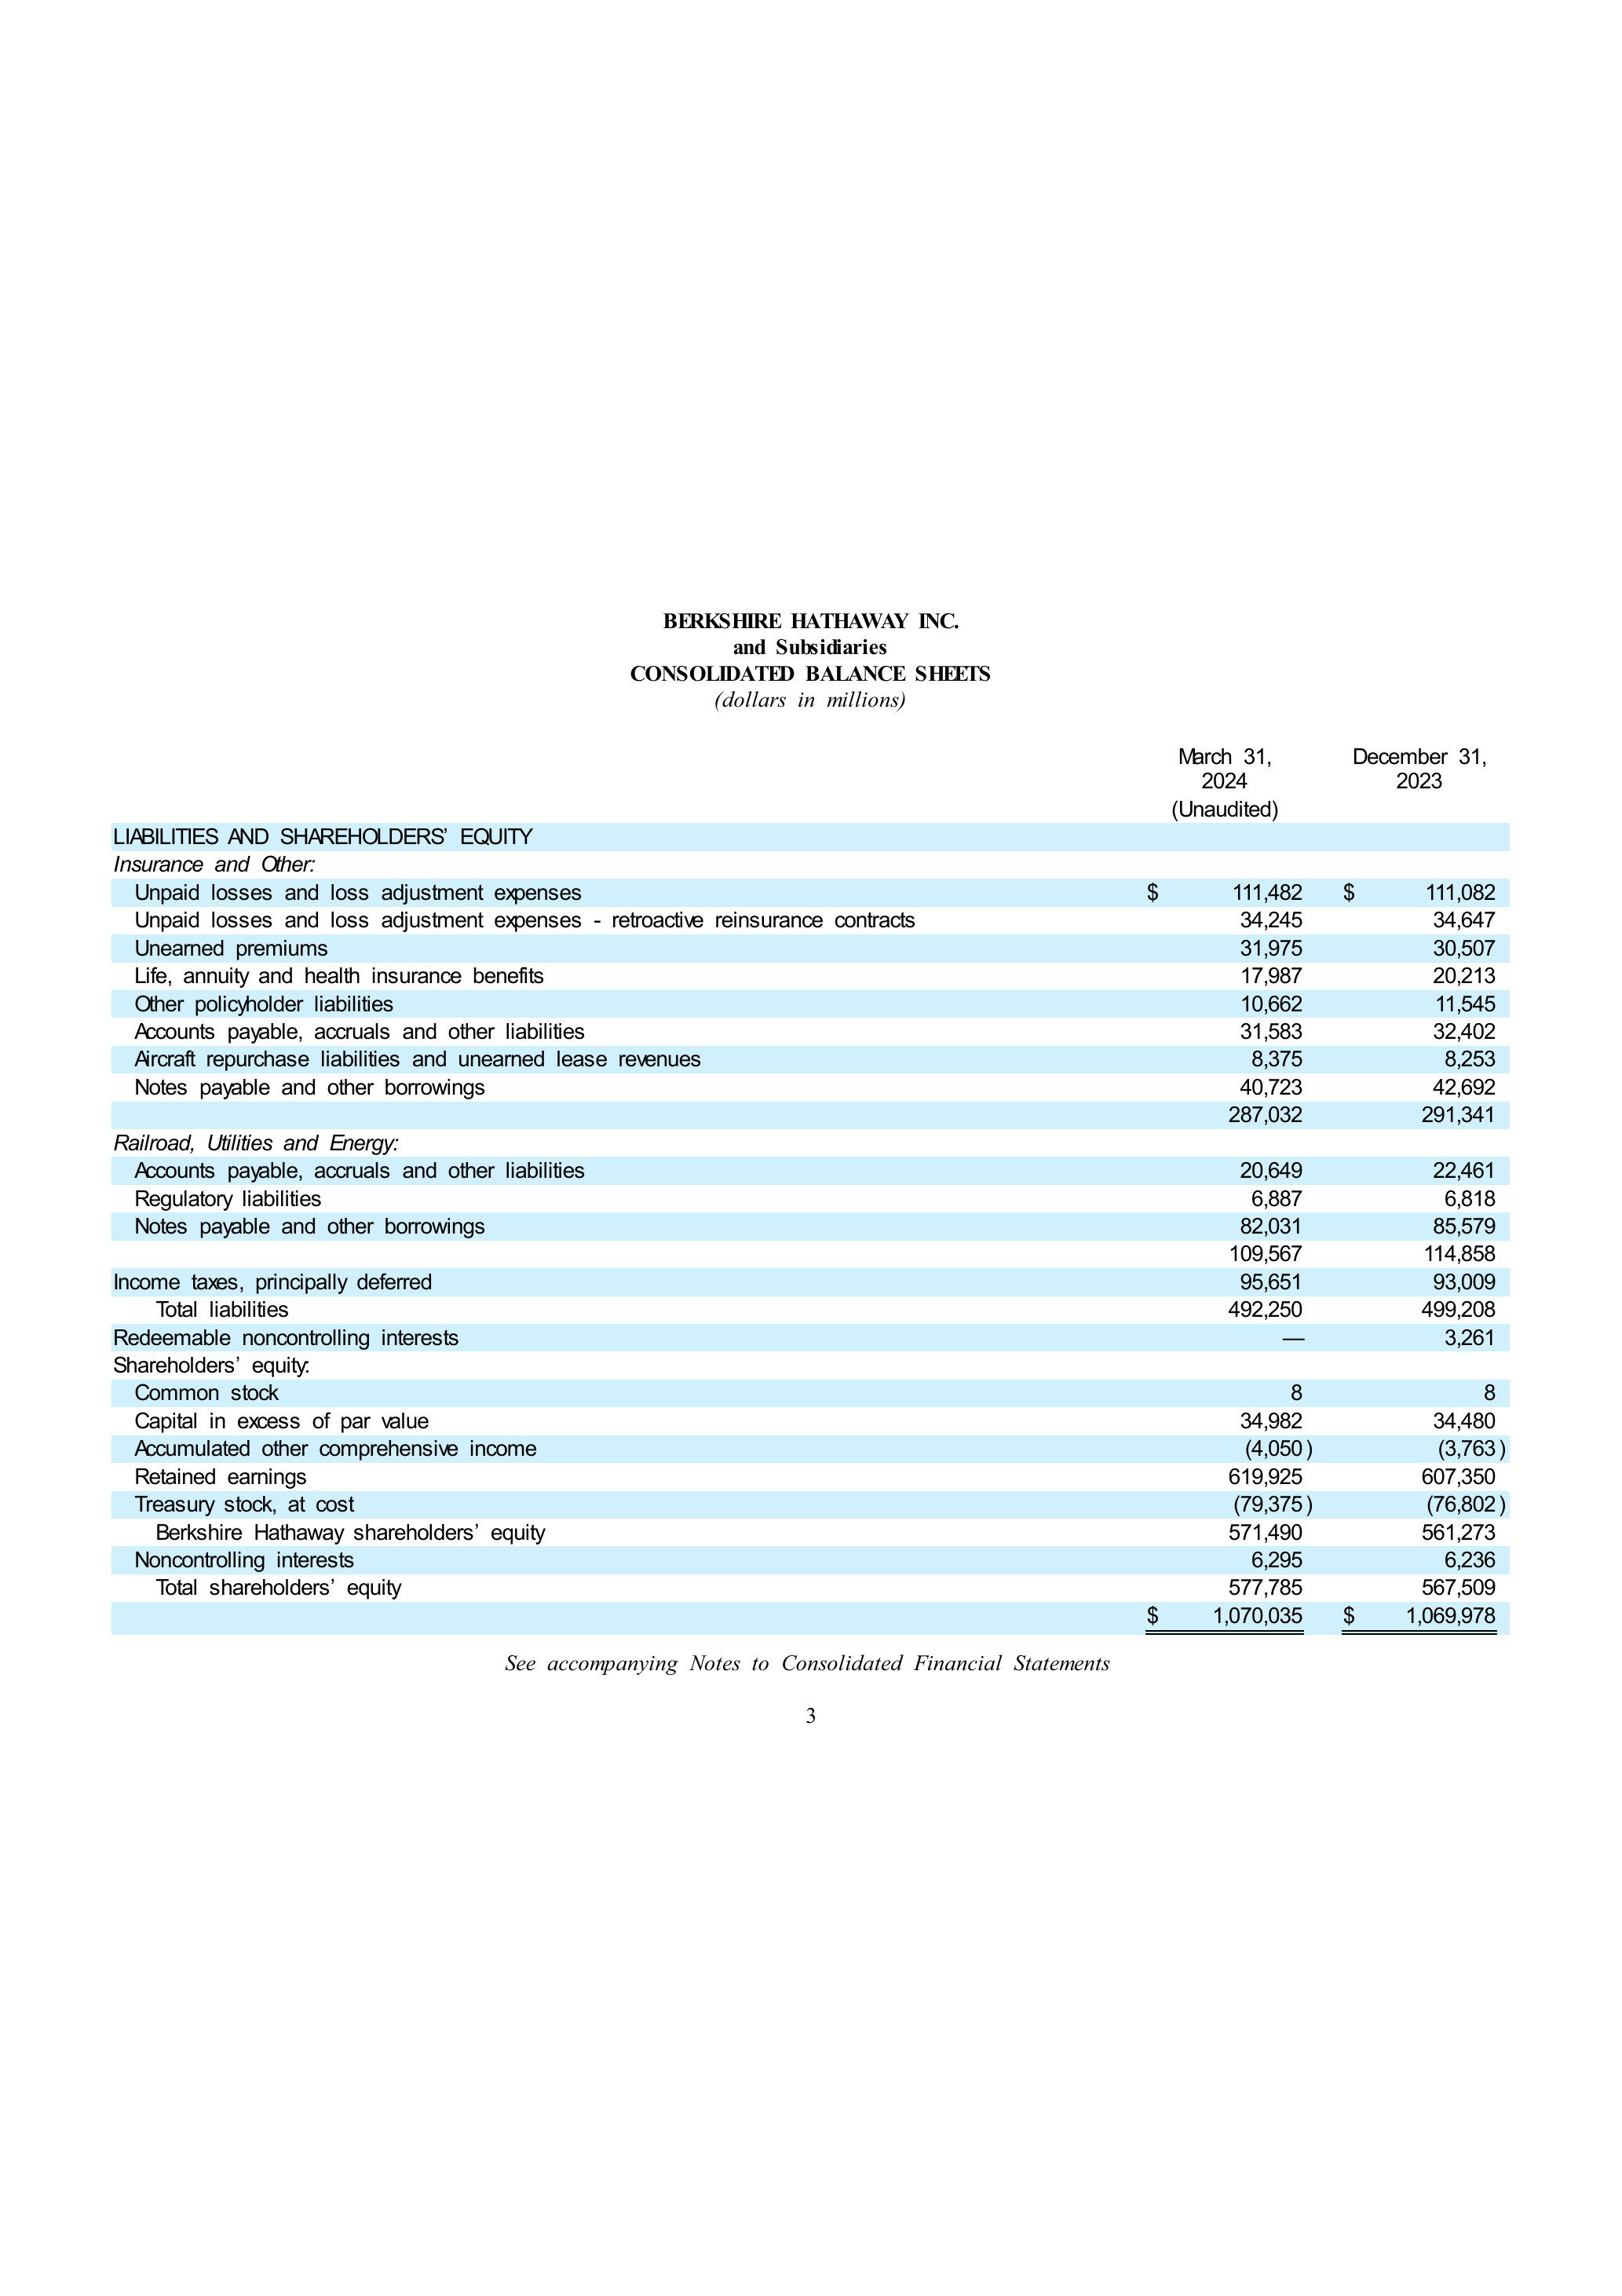 BERKSHIRE HATHAWAY INC.
and Subsidiaries
CONSOLIDATED BALANCE SHEETS
(dollars in millions)
March 31, December 31,
2024 2023
(Unaudited)
LIABILITIES AND SHAREHOLDERS’ EQUITY
Insurance and Other:
Unpaid losses and loss adjustment expenses $ 111,482 $ 111,082
Unpaid losses and loss adjustment expenses - retroactive reinsurance contracts 34,245 34,647
Unearned premiums 31,975 30,507
Life, annuity and health insurance benefits 17,987 20,213
Other policyholder liabilities 10,662 11,545
Accounts payable, accruals and other liabilities 31,583 32,402
Aircraft repurchase liabilities and unearned lease revenues 8,375 8,253
Notes payable and other borrowings 40,723 42,692
287,032 291,341
Railroad, Utilities and Energy:
Accounts payable, accruals and other liabilities 20,649 22,461
Regulatory liabilities 6,887 6,818
Notes payable and other borrowings 82,031 85,579
109,567 114,858
Income taxes, principally deferred 95,651 93,009
Total liabilities 492,250 499,208
Redeemable noncontrolling interests — 3,261
Shareholders’ equity:
Common stock 8 8
Capital in excess of par value 34,982 34,480
Accumulated other comprehensive income (4,050) (3,763)
Retained earnings 619,925 607,350
Treasury stock, at cost (79,375) (76,802)
Berkshire Hathaway shareholders’ equity 571,490 561,273
Noncontrolling interests 6,295 6,236
Total shareholders’ equity 577,785 567,509
$ 1,070,035 $ 1,069,978
See accompanying Notes to Consolidated Financial Statements
3